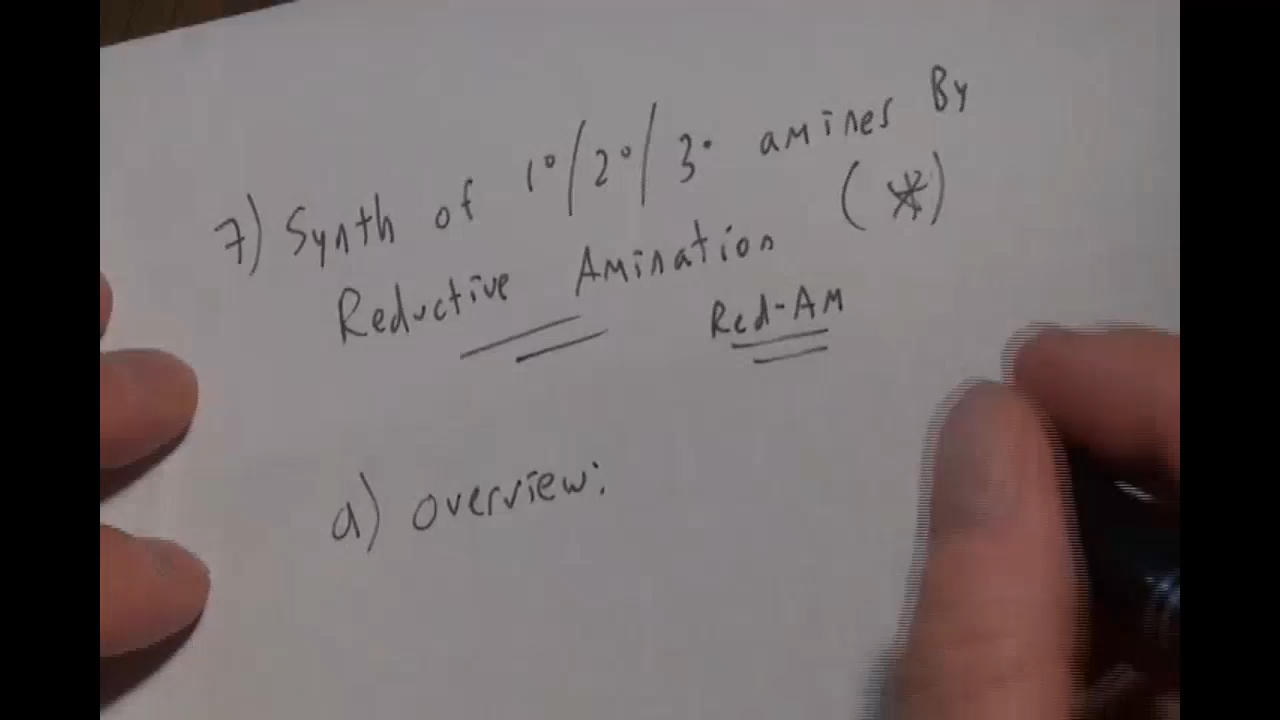 7) Synth of 1°/2°/3° amines By
Reductive Amination (*)
Red-AM
a) overview: